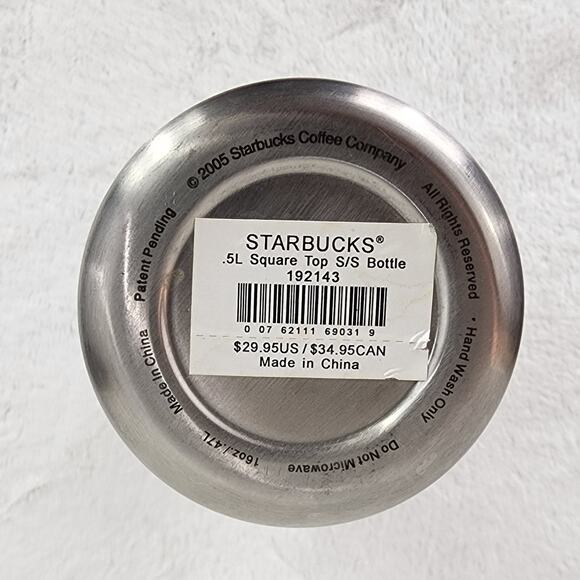 © 2005 Starbucks Coffee Company
All Rights Reserved • Hand Wash Only
Do Not Microwave
16oz./.47L
Made In China
Patent Pending
STARBUCKS®
.5L Square Top S/S Bottle
192143
0 07 62111 69031 9
$29.95US / $34.95CAN
Made in China